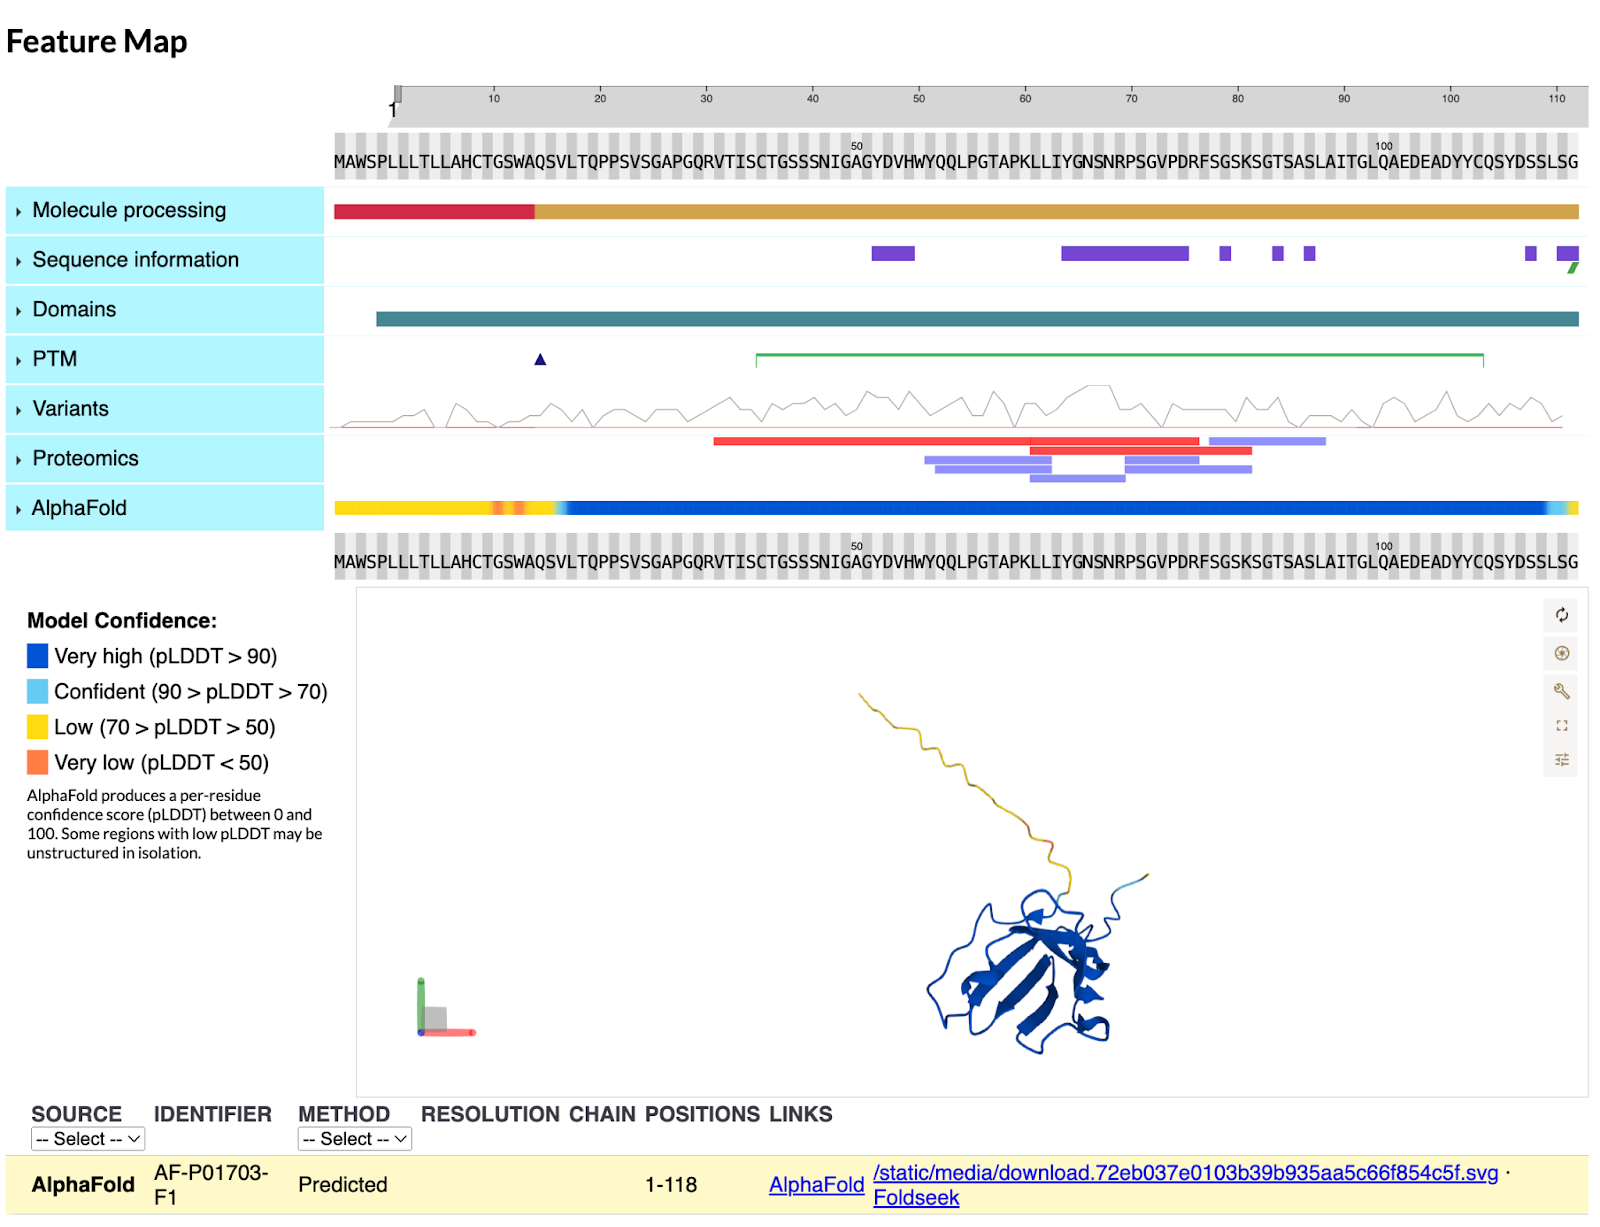 Feature Map
1 10 20 30 40 50 60 70 80 90 100 110
50 100
MAWSPLLLTLLAHCTGSWAQSVLTQPPSVSGAPGQRVTISCTGSSSNIGAGYDVHWYQQLPGTAPKLLIYGNSNRPSGVPDRFSGSKSGTSASLAITGLQAEDEADYYCQSYDSSLSG
Molecule processing
Sequence information
Domains
PTM
Variants
Proteomics
AlphaFold
50 100
MAWSPLLLTLLAHCTGSWAQSVLTQPPSVSGAPGQRVTISCTGSSSNIGAGYDVHWYQQLPGTAPKLLIYGNSNRPSGVPDRFSGSKSGTSASLAITGLQAEDEADYYCQSYDSSLSG
Model Confidence:
Very high (pLDDT > 90)
Confident (90 > pLDDT > 70)
Low (70 > pLDDT > 50)
Very low (pLDDT < 50)
AlphaFold produces a per-residue
confidence score (pLDDT) between 0 and
100. Some regions with low pLDDT may be
unstructured in isolation.
SOURCE IDENTIFIER METHOD RESOLUTION CHAIN POSITIONS LINKS
-- Select -- -- Select --
AlphaFold AF-P01703-F1 Predicted 1-118 AlphaFold /static/media/download.72eb037e0103b39b935aa5c66f854c5f.svg · Foldseek